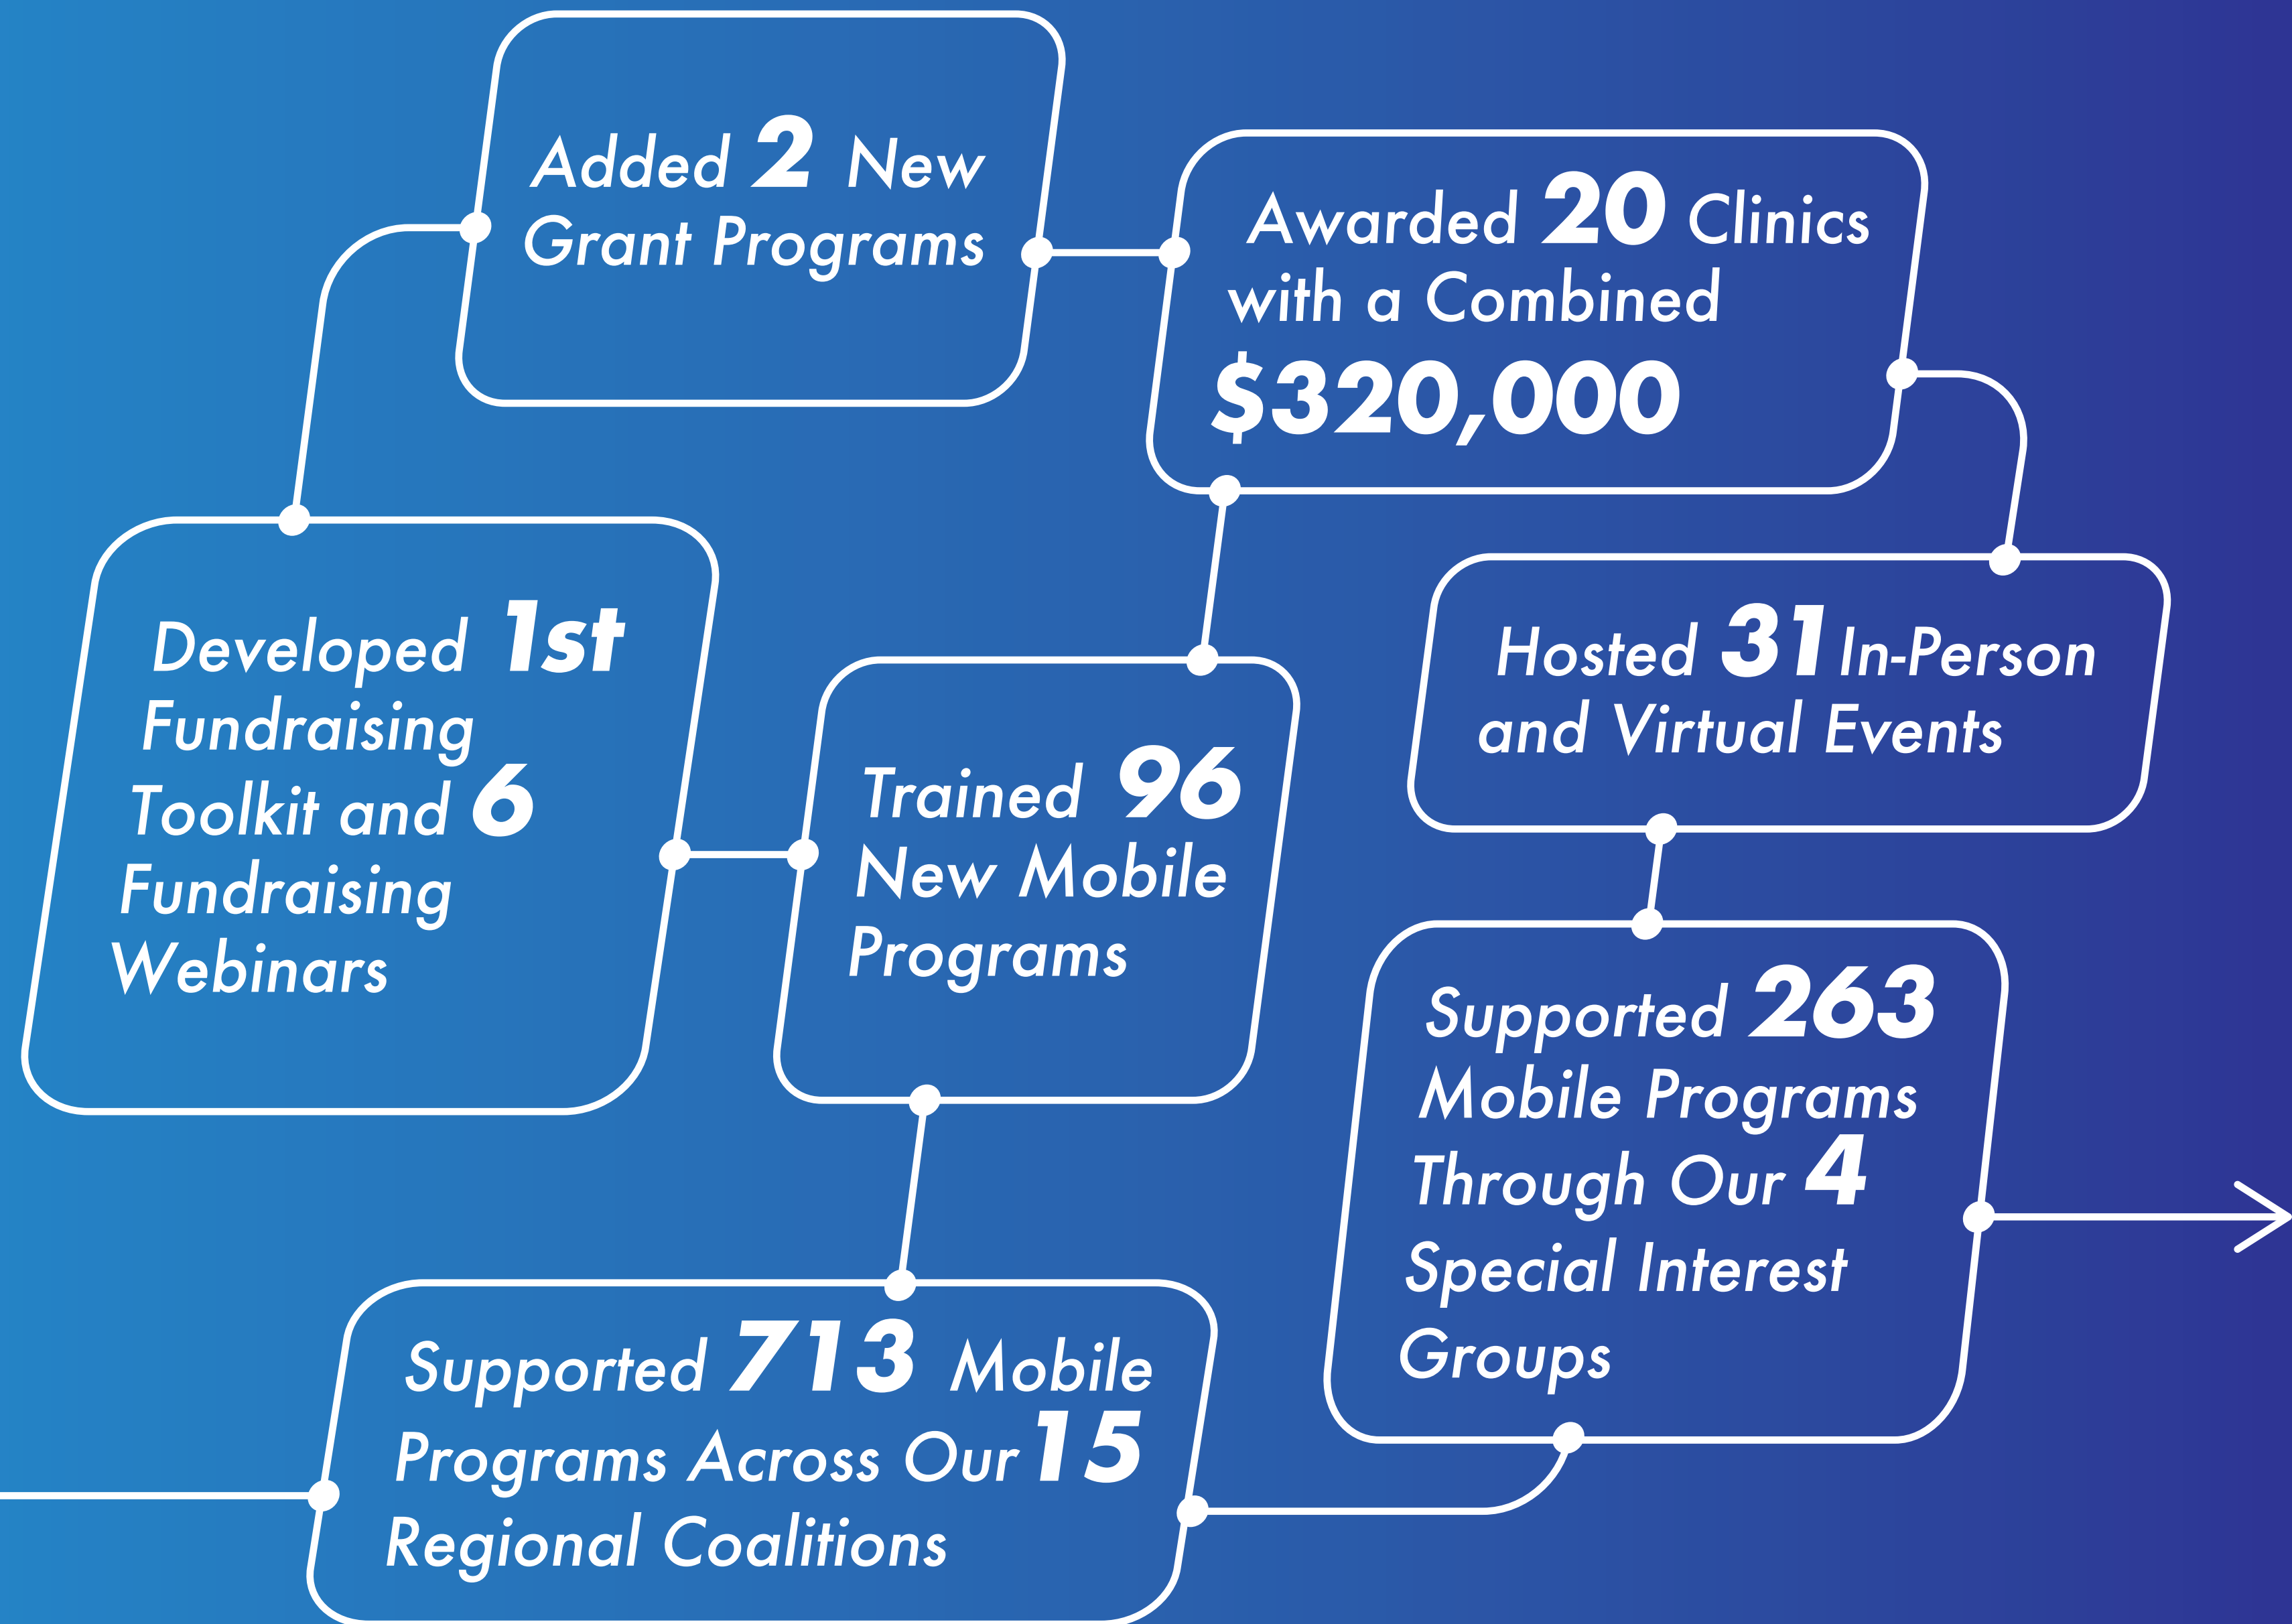 Added 2 New
Grant Programs
Awarded 20 Clinics
with a Combined
$320,000
Developed 1st
Fundraising
Toolkit and 6
Fundraising
Webinars
Trained 96
New Mobile
Programs
Hosted 31 In-Person
and Virtual Events
Supported 263
Mobile Programs
Through Our 4
Special Interest
Groups
Supported 713 Mobile
Programs Across Our 15
Regional Coalitions